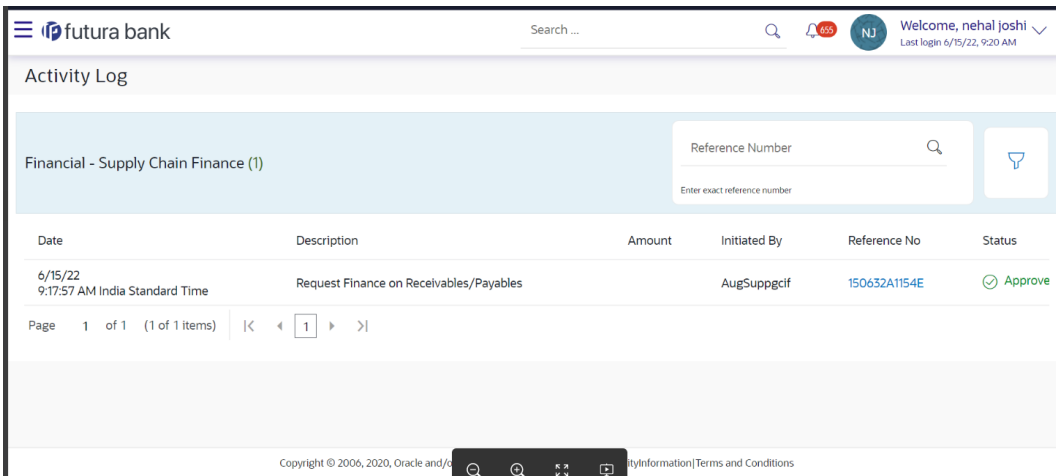 futura bank
Search ...
655
NJ
Welcome, nehal joshi
Last login 6/15/22, 9:20 AM
Activity Log
Financial - Supply Chain Finance (1)
Reference Number
Enter exact reference number
Date Description Amount Initiated By Reference No Status
6/15/22
9:17:57 AM India Standard Time
Request Finance on Receivables/Payables AugSuppgcif 150632A1154E Approve
Page 1 of 1 (1 of 1 items) 1
Copyright © 2006, 2020, Oracle and/o ityInformation|Terms and Conditions